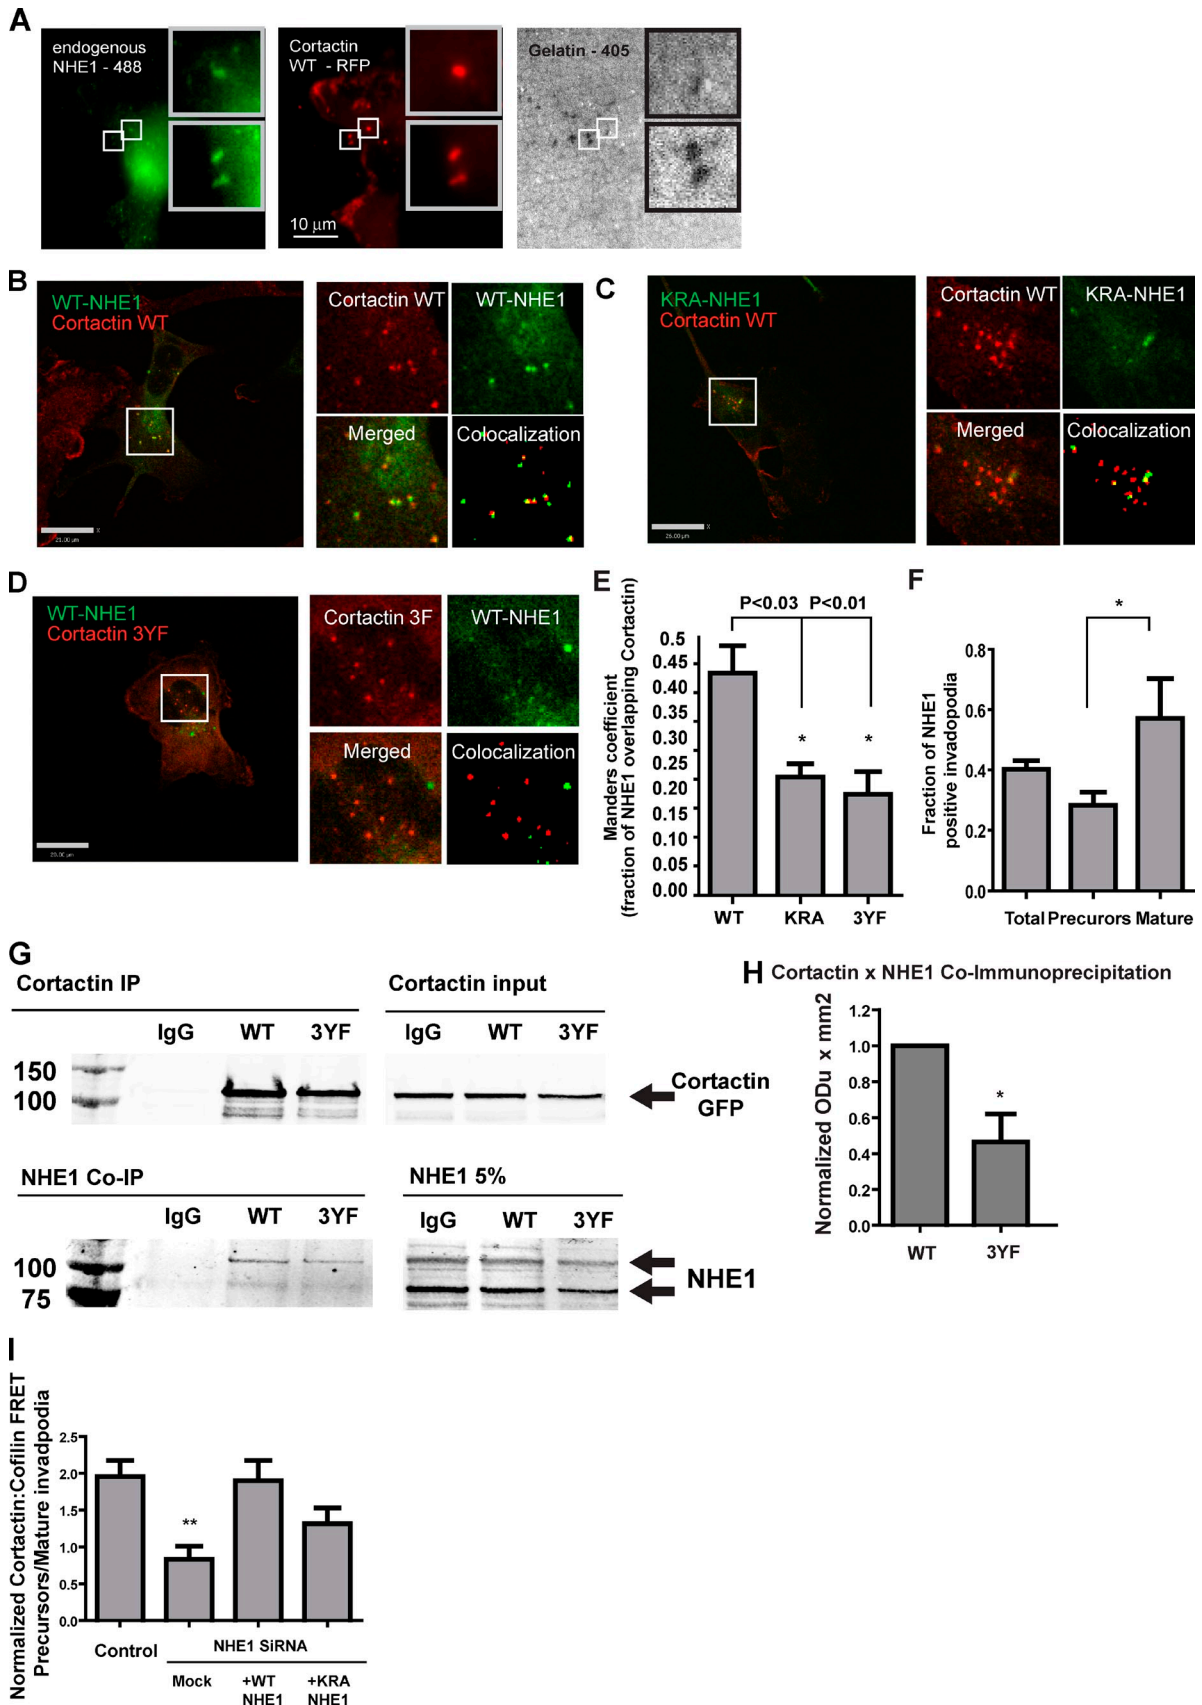 A
endogenous
NHE1 - 488
Cortactin
WT - RFP
10 μm
Gelatin - 405
B
WT-NHE1
Cortactin WT
21.00 μm
Cortactin WT
WT-NHE1
Merged
Colocalization
C
KRA-NHE1
Cortactin WT
26.00 μm
Cortactin WT
KRA-NHE1
Merged
Colocalization
D
WT-NHE1
Cortactin 3YF
20.00 μm
Cortactin 3F
WT-NHE1
Merged
Colocalization
E
Manders coefficient
(fraction of NHE1 overlapping Cortactin)
P<0.03 P<0.01
0.5
0.45
0.40
0.35
0.30
0.25
0.20
0.15
0.10
0.05
0.00
* *
WT KRA 3YF
F
Fraction of NHE1
positive invadopodia
*
0.8
0.6
0.4
0.2
0.0
Total Precurors Mature
G
Cortactin IP
IgG WT 3YF
150
100
Cortactin input
IgG WT 3YF
Cortactin
GFP
NHE1 Co-IP
IgG WT 3YF
100
75
NHE1 5%
IgG WT 3YF
NHE1
H Cortactin x NHE1 Co-Immunoprecipitation
Normalized ODu x mm2
1.2
1.0
0.8
0.6
0.4
0.2
0.0
*
WT 3YF
I
Normalized Cortactin:Cofilin FRET
Precursors/Mature invadpodia
2.5
2.0
1.5
1.0
0.5
0.0
**
Control
NHE1 SiRNA
Mock +WT NHE1 +KRA NHE1